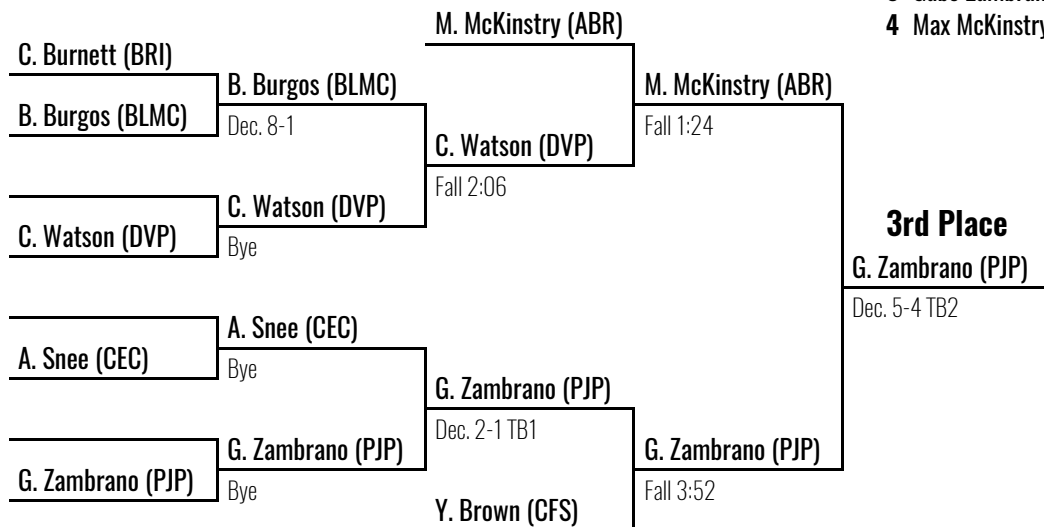 M. McKinstry (ABR)
4 Max McKinstry
C. Burnett (BRI)
B. Burgos (BLMC)
M. McKinstry (ABR)
B. Burgos (BLMC)
Dec. 8-1
Fall 1:24
C. Watson (DVP)
Fall 2:06
C. Watson (DVP)
C. Watson (DVP)
Bye
3rd Place
G. Zambrano (PJP)
Dec. 5-4 TB2
A. Snee (CEC)
A. Snee (CEC)
Bye
G. Zambrano (PJP)
Dec. 2-1 TB1
G. Zambrano (PJP)
G. Zambrano (PJP)
G. Zambrano (PJP)
Bye
Fall 3:52
Y. Brown (CFS)